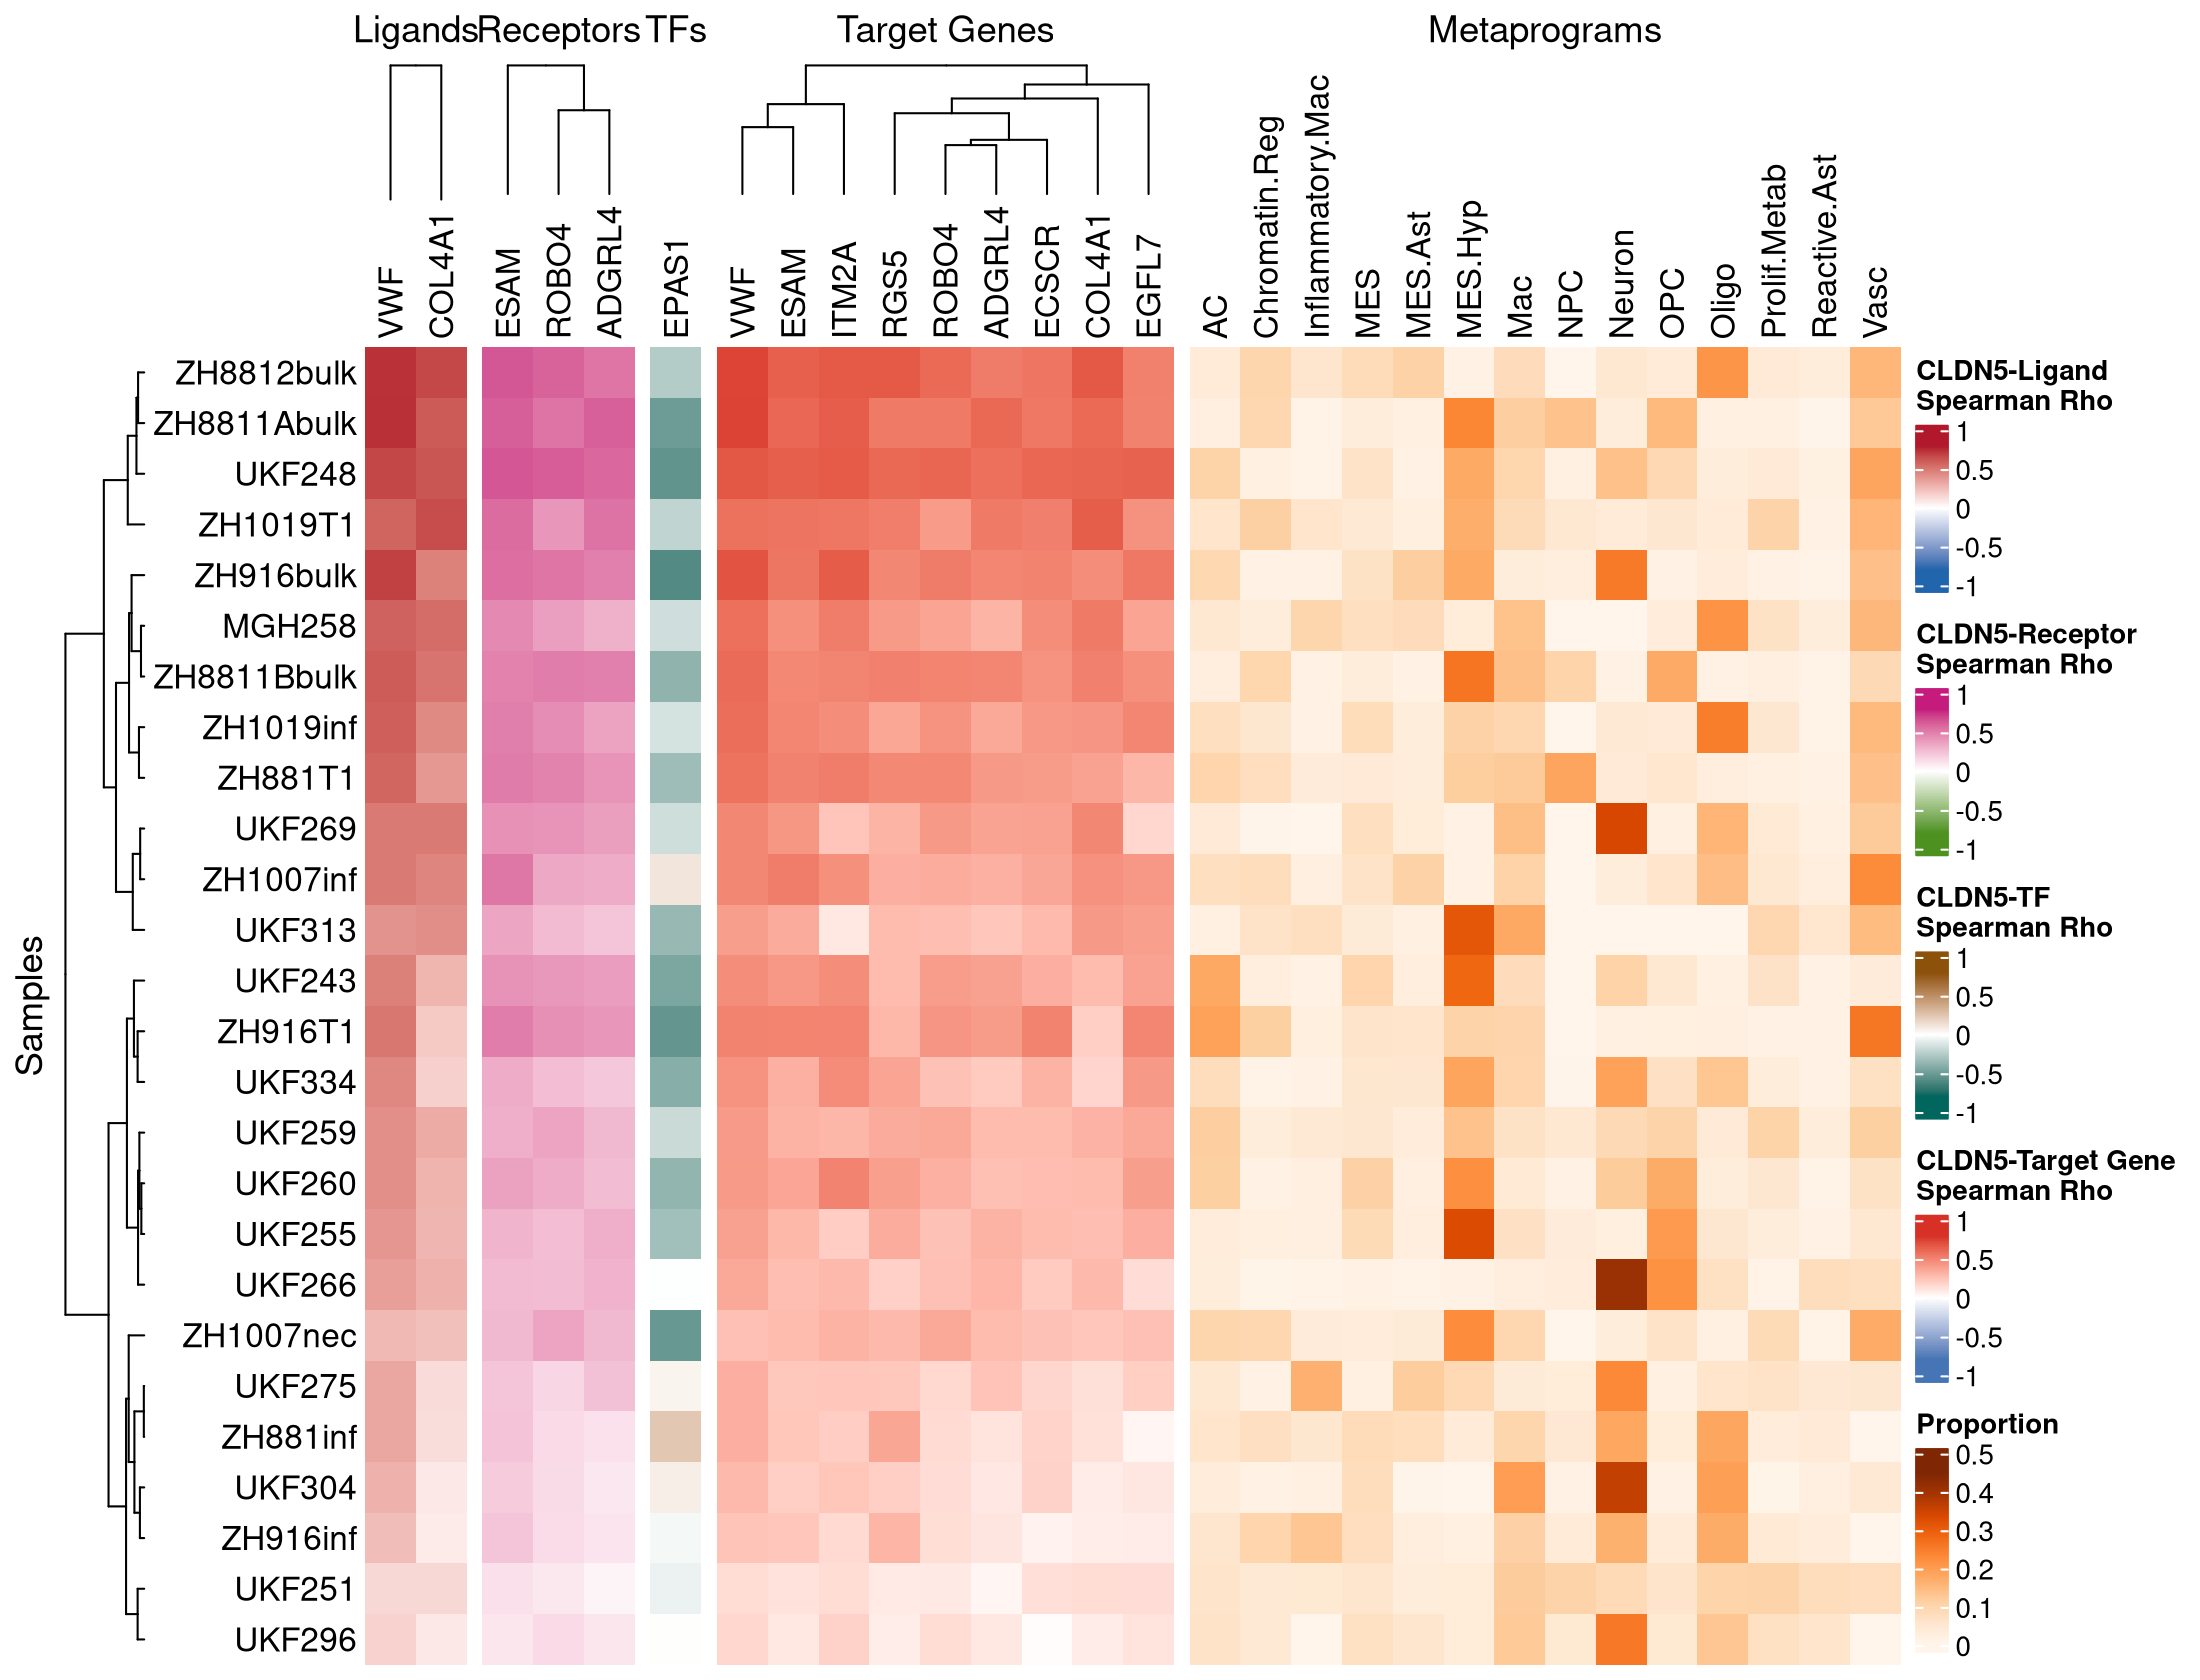 Ligands Receptors TFs Target Genes Metaprograms
VWF COL4A1 ESAM ROBO4 ADGRL4 EPAS1 VWF ESAM ITM2A RGS5 ROBO4 ADGRL4 ECSCR COL4A1 EGFL7 AC Chromatin.Reg Inflammatory.Mac MES MES.Ast MES.Hyp Mac NPC Neuron OPC Oligo Prolif.Metab Reactive.Ast Vasc
Samples
ZH8812bulk
ZH8811Abulk
UKF248
ZH1019T1
ZH916bulk
MGH258
ZH8811Bbulk
ZH1019inf
ZH881T1
UKF269
ZH1007inf
UKF313
UKF243
ZH916T1
UKF334
UKF259
UKF260
UKF255
UKF266
ZH1007nec
UKF275
ZH881inf
UKF304
ZH916inf
UKF251
UKF296
CLDN5-Ligand
Spearman Rho
1
0.5
0
-0.5
-1
CLDN5-Receptor
Spearman Rho
1
0.5
0
-0.5
-1
CLDN5-TF
Spearman Rho
1
0.5
0
-0.5
-1
CLDN5-Target Gene
Spearman Rho
1
0.5
0
-0.5
-1
Proportion
0.5
0.4
0.3
0.2
0.1
0